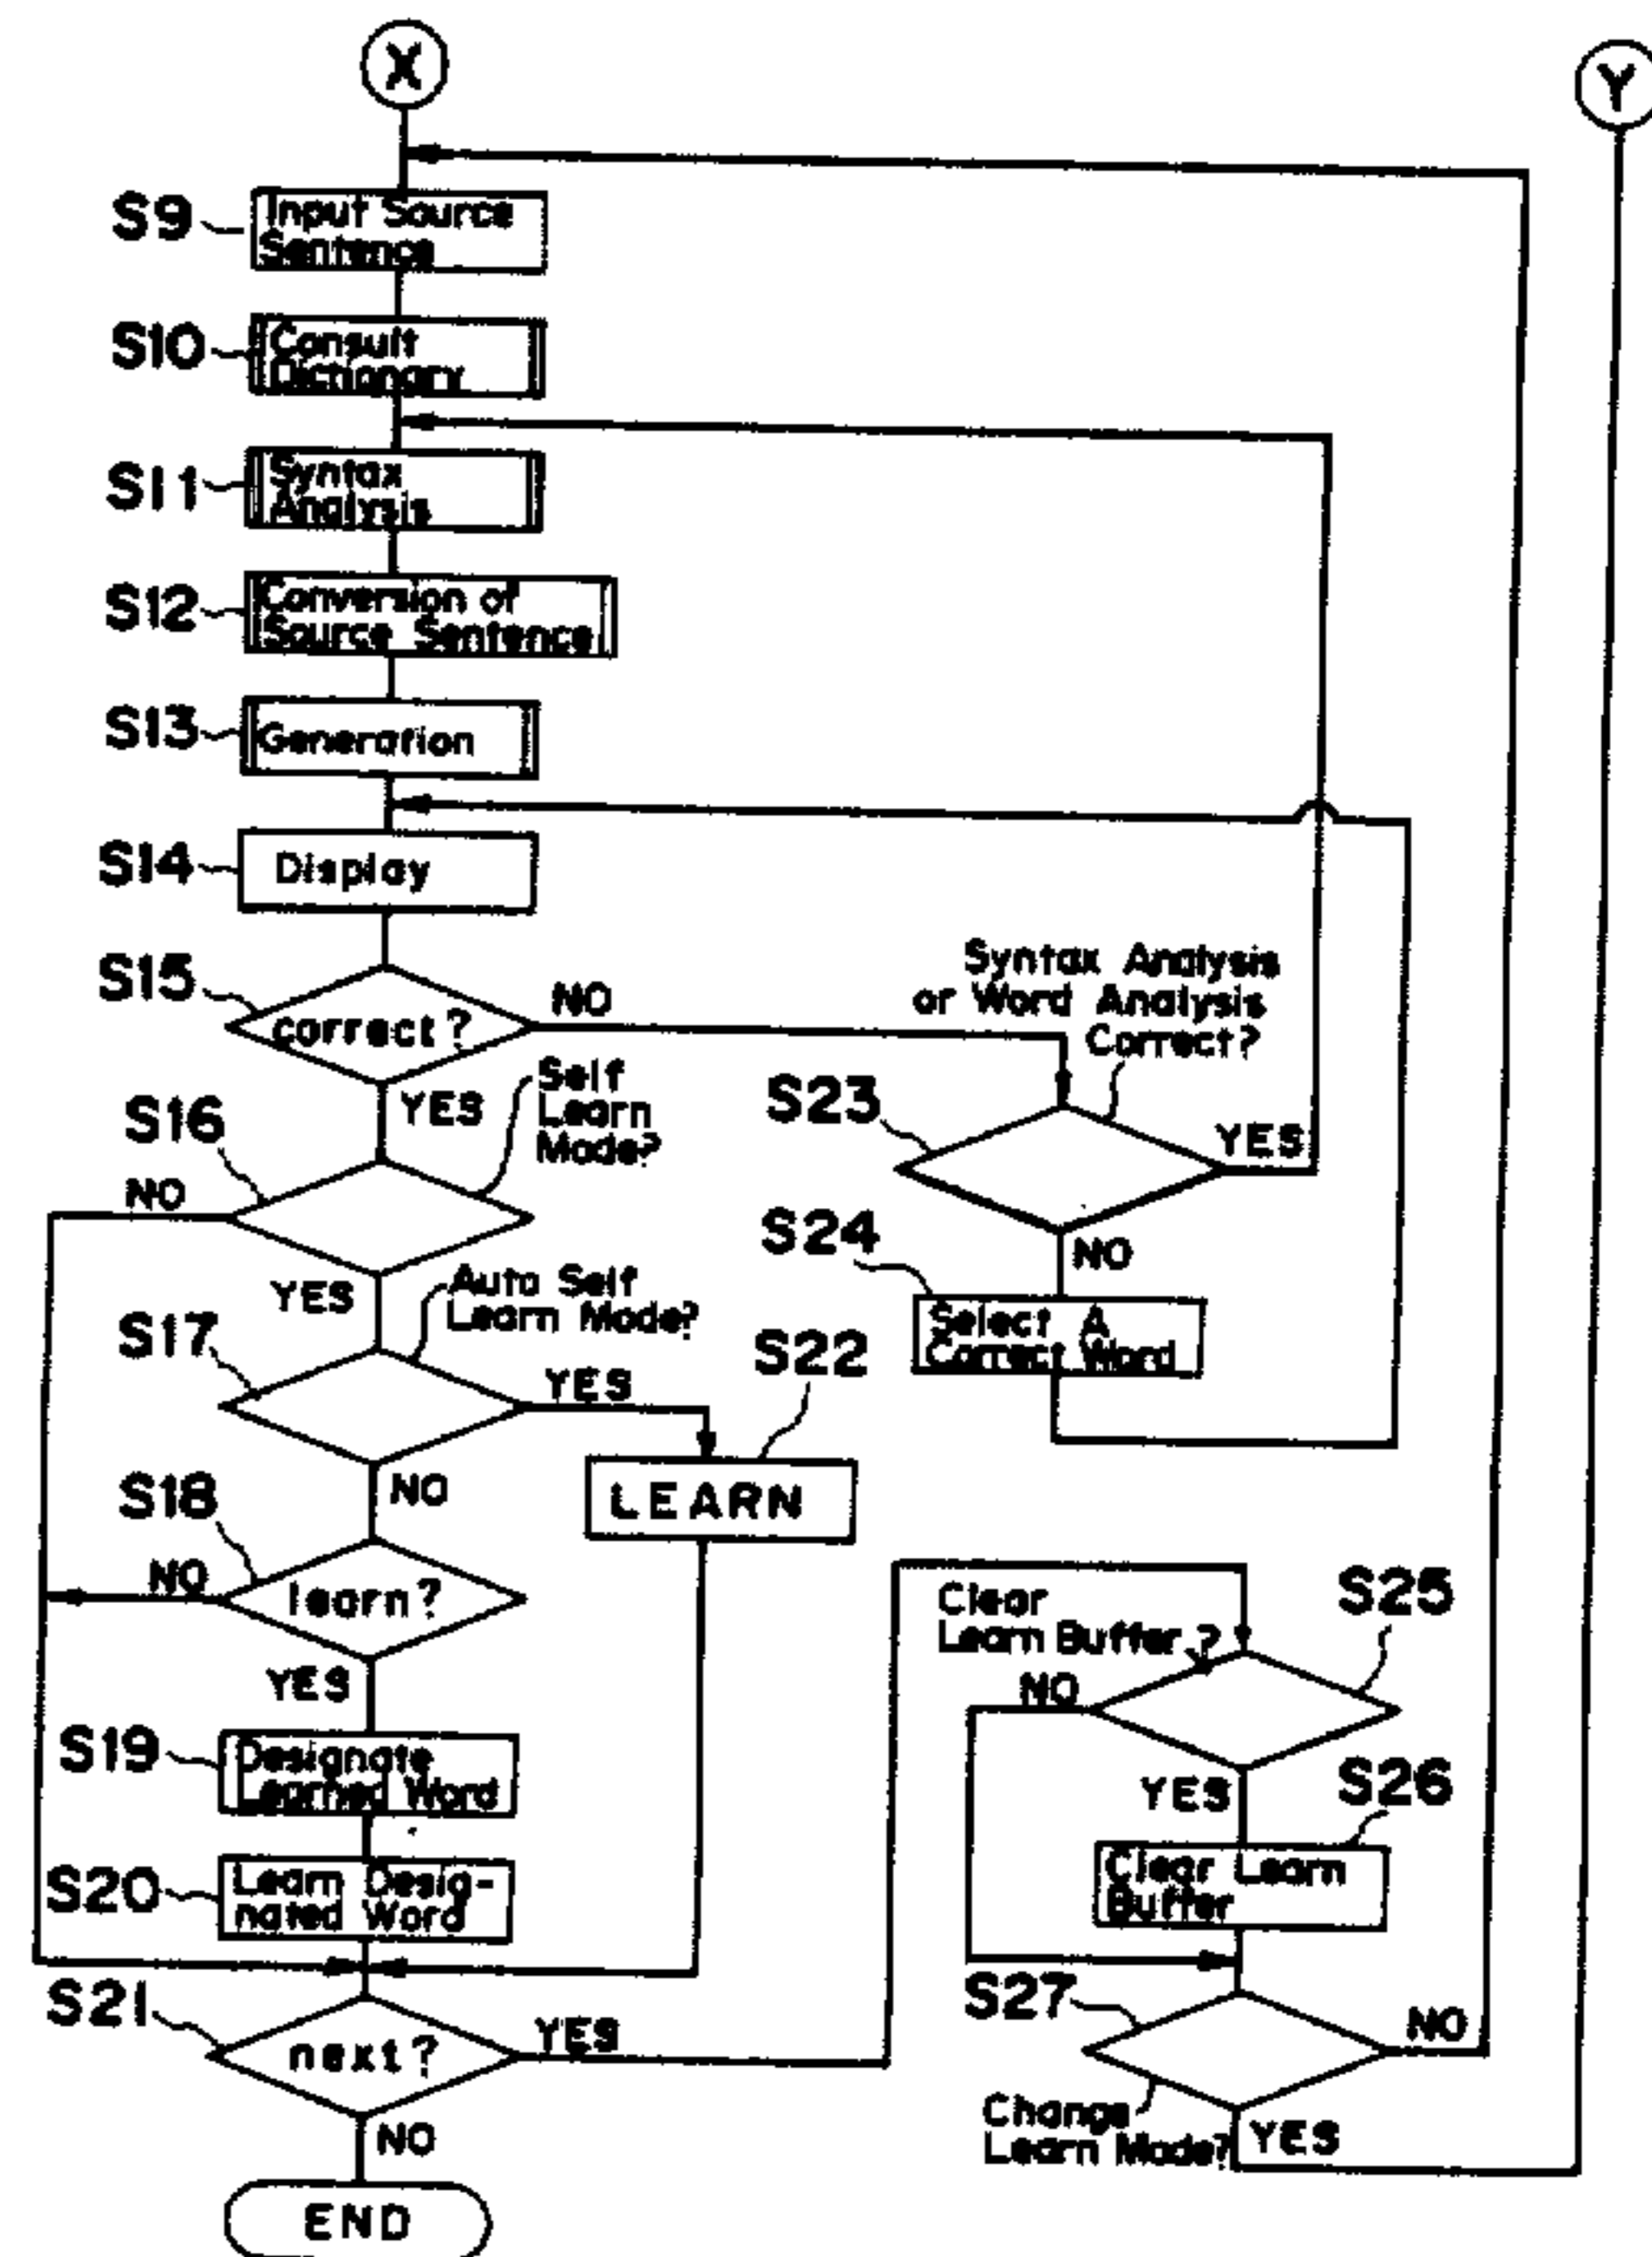 X
Y
S9
Input Source
Sentence
S10
Consult
Dictionary
S11
Syntax
Analysis
S12
Conversion of
Source Sentence
S13
Generation
S14
Display
S15
correct?
NO
YES
Syntax Analysis
or Word Analysis
Correct?
S23
YES
NO
S24
Select A
Correct Word
S16
Self
Learn
Mode?
NO
YES
S17
Auto Self
Learn Mode?
YES
NO
S22
LEARN
S18
learn?
NO
YES
S19
Designate
Learned Word
S20
Learn Desig-
nated Word
S21
next?
YES
NO
END
Clear
Learn Buffer?
S25
NO
YES
S26
Clear Learn
Buffer
S27
NO
Change
Learn Mode?
YES